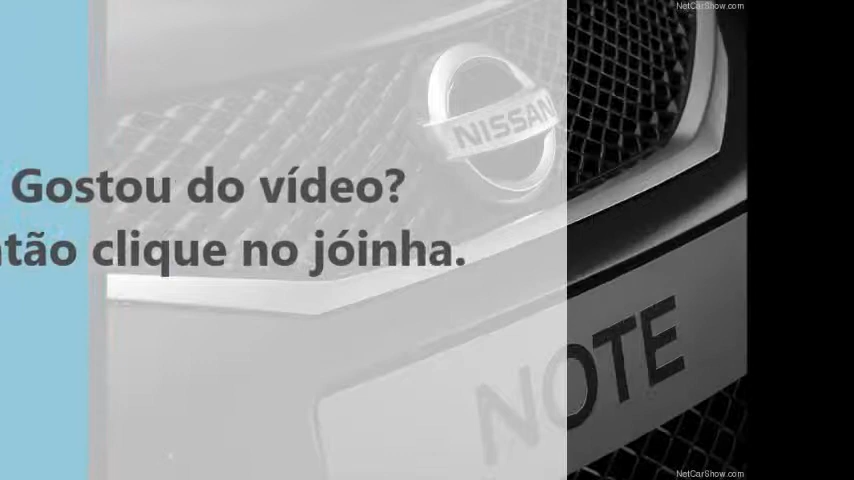 NetCarShow.com
NISSAN
Gostou do vídeo?
tão clique no jóinha.
NOTE
NetCarShow.com